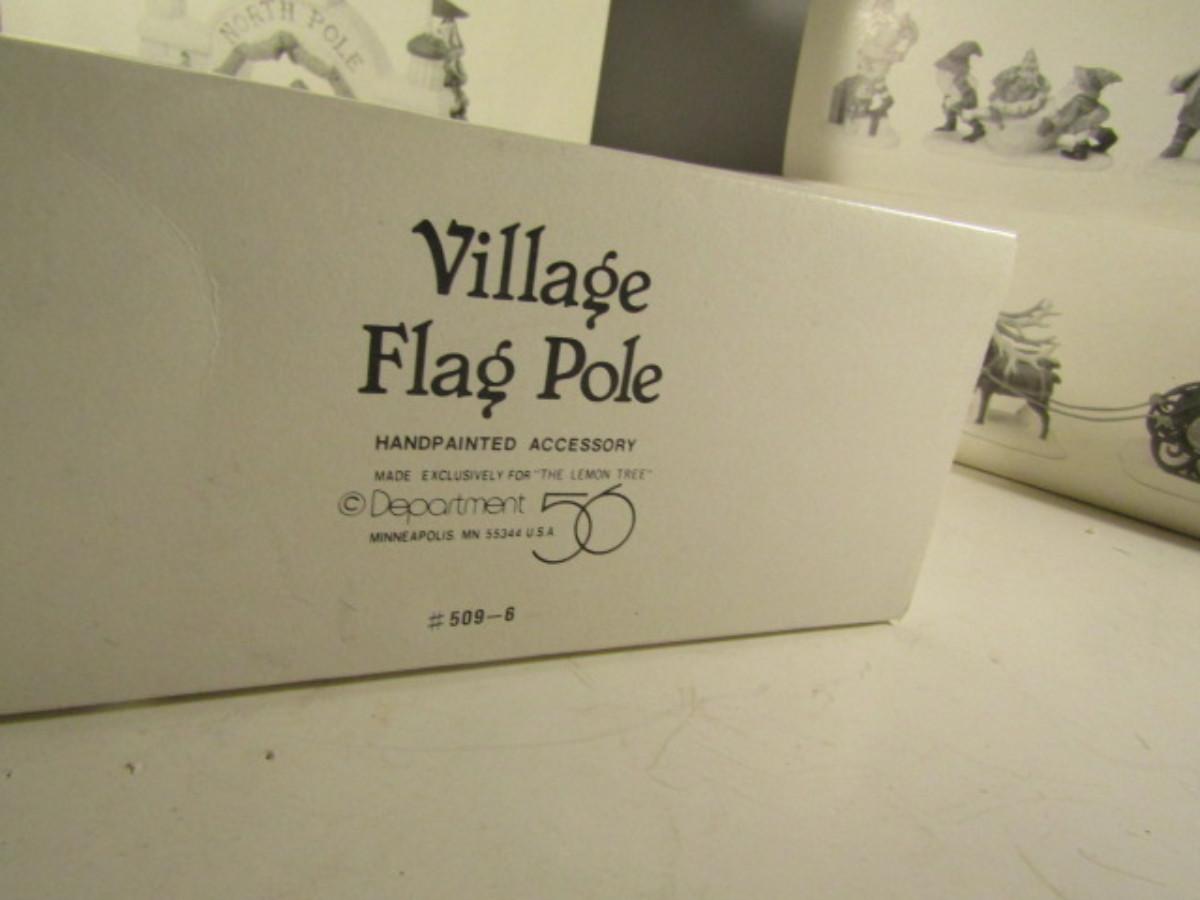 NORTH POLE
Village
Flag Pole
HANDPAINTED ACCESSORY
MADE EXCLUSIVELY FOR "THE LEMON TREE"
© Department 56
MINNEAPOLIS. MN 55344 U.S.A.
# 509-6